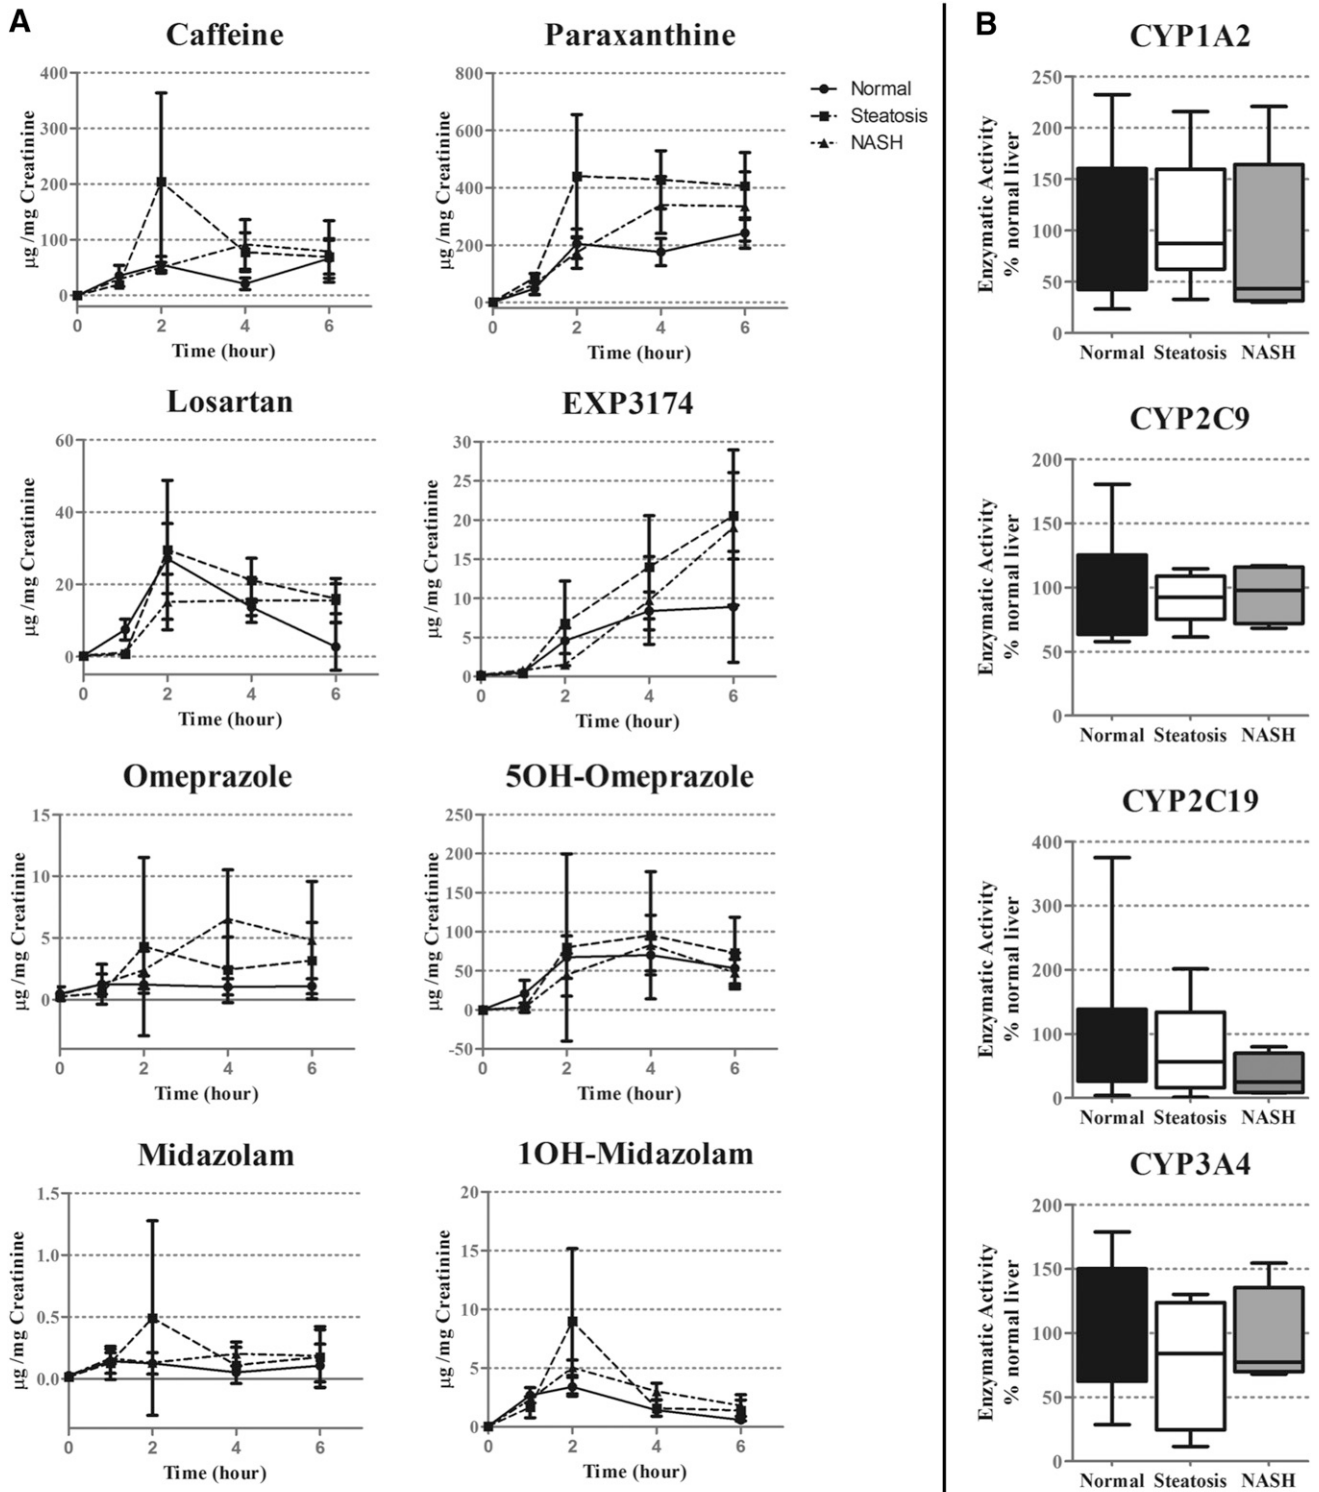 A
Caffeine
400
300
200
100
0
µg /mg Creatinine
0 2 4 6
Time (hour)
Paraxanthine
800
600
400
200
0
µg /mg Creatinine
0 2 4 6
Time (hour)
Normal
Steatosis
NASH
Losartan
60
40
20
0
µg /mg Creatinine
0 2 4 6
Time (hour)
EXP3174
30
25
20
15
10
5
0
µg /mg Creatinine
0 2 4 6
Time (hour)
Omeprazole
15
10
5
0
µg /mg Creatinine
0 2 4 6
Time (hour)
5OH-Omeprazole
250
200
150
100
50
0
-50
µg /mg Creatinine
0 2 4 6
Time (hour)
Midazolam
1.5
1.0
0.5
0.0
µg /mg Creatinine
0 2 4 6
Time (hour)
1OH-Midazolam
20
15
10
5
0
µg /mg Creatinine
0 2 4 6
Time (hour)
B
CYP1A2
250
200
150
100
50
0
Enzymatic Activity
% normal liver
Normal Steatosis NASH
CYP2C9
200
150
100
50
0
Enzymatic Activity
% normal liver
Normal Steatosis NASH
CYP2C19
400
300
200
100
0
Enzymatic Activity
% normal liver
Normal Steatosis NASH
CYP3A4
200
150
100
50
0
Enzymatic Activity
% normal liver
Normal Steatosis NASH